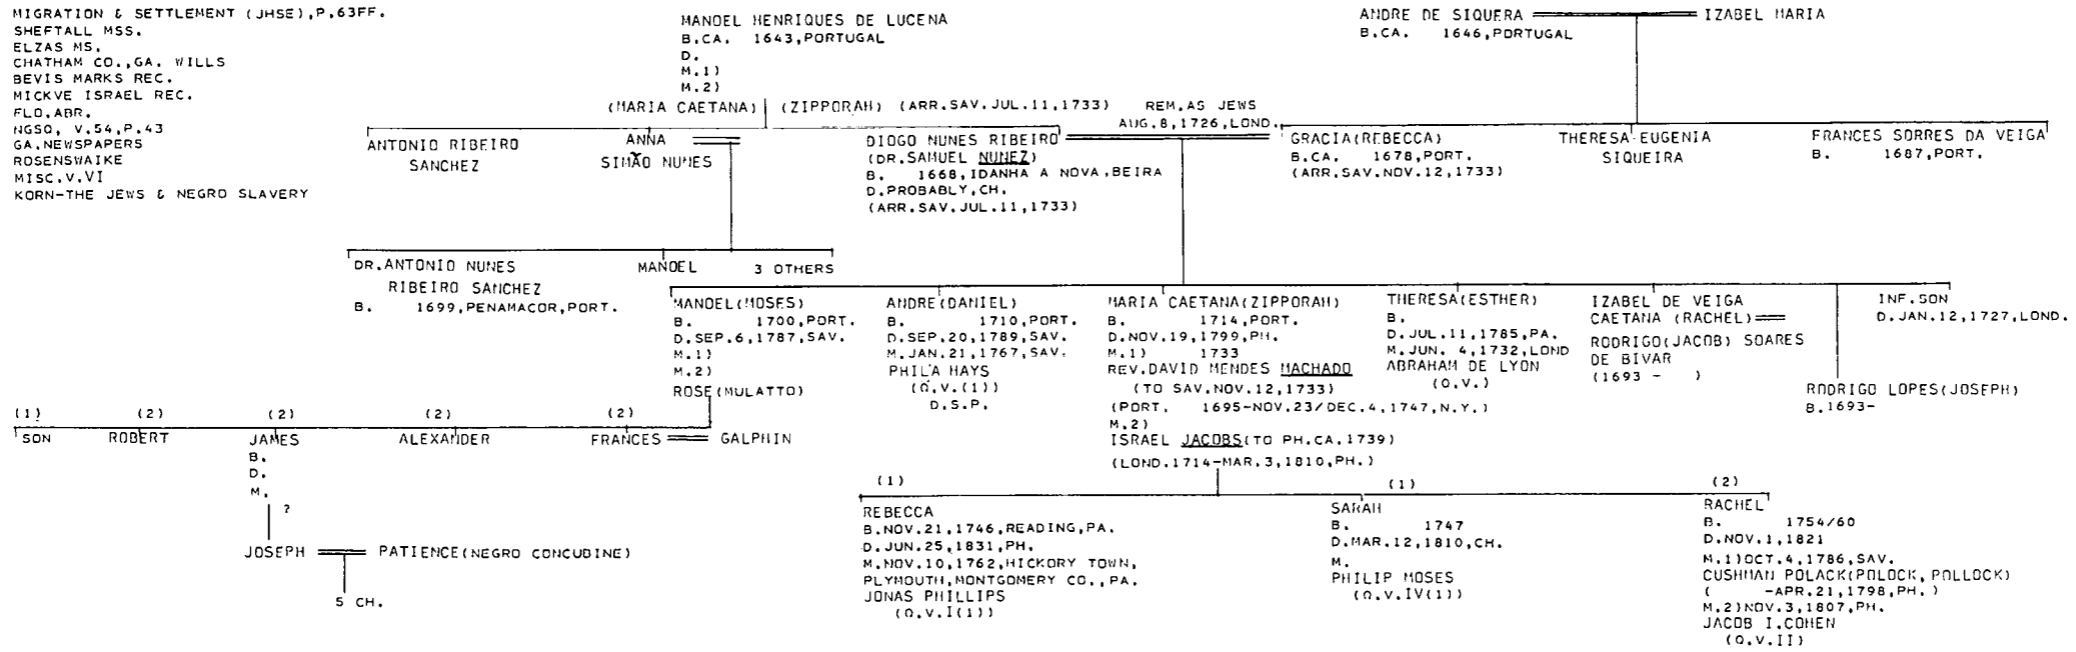 MIGRATION & SETTLEMENT (JHSE),P.63FF.
SHEFTALL MSS.
ELZAS MS.
CHATHAM CO.,GA. WILLS
BEVIS MARKS REC.
MICKVE ISRAEL REC.
FLO.ABR.
NGSQ, V.54,P.43
GA.NEWSPAPERS
ROSENSWAIKE
MISC.V.VI
KORN-THE JEWS & NEGRO SLAVERY
MANOEL HENRIQUES DE LUCENA
B.CA. 1643,PORTUGAL
D.
M.1)
M.2)
ANDRE DE SIQUERA
B.CA. 1646,PORTUGAL
IZABEL MARIA
(MARIA CAETANA)
(ZIPPORAH) (ARR.SAV.JUL.11,1733)
REM.AS JEWS
AUG.8,1726,LOND.
ANTONIO RIBEIRO
SANCHEZ
ANNA
SIMÃO NUNES
DIOGO NUNES RIBEIRO
(DR.SAMUEL NUNEZ)
B. 1668,IDANHA A NOVA,BEIRA
D.PROBABLY,CH.
(ARR.SAV.JUL.11,1733)
GRACIA(REBECCA)
B.CA. 1678,PORT.
(ARR.SAV.NOV.12,1733)
THERESA EUGENIA
SIQUEIRA
FRANCES SORRES DA VEIGA
B. 1687,PORT.
DR.ANTONIO NUNES
RIBEIRO SANCHEZ
B. 1699,PENAMACOR,PORT.
MANOEL
3 OTHERS
MANOEL(MOSES)
B. 1700,PORT.
D.SEP.6,1787,SAV.
M.1)
M.2)
ROSE(MULATTO)
ANDRE(DANIEL)
B. 1710,PORT.
D.SEP.20,1789,SAV.
M.JAN.21,1767,SAV.
PHILA HAYS
(Q.V.(1))
D.S.P.
MARIA CAETANA(ZIPPORAH)
B. 1714,PORT.
D.NOV.19,1799,PH.
M.1) 1733
REV.DAVID MENDES MACHADO
(TO SAV.NOV.12,1733)
(PORT. 1695-NOV.23/DEC.4,1747,N.Y.)
M.2)
ISRAEL JACOBS(TO PH.CA.1739)
(LOND.1714-MAR.3,1810,PH.)
THERESA(ESTHER)
B.
D.JUL.11,1785,PA.
M.JUN. 4,1732,LOND
ABRAHAM DE LYON
(Q.V.)
IZABEL DE VEIGA
CAETANA (RACHEL)
RODRIGO(JACOB) SOARES
DE BIVAR
(1693 - )
RODRIGO LOPES(JOSEPH)
B.1693-
INF.SON
D.JAN.12,1727,LOND.
(1) (2) (2) (2) (2)
SON ROBERT JAMES ALEXANDER FRANCES GALPHIN
B.
D.
M.
?
JOSEPH PATIENCE(NEGRO CONCUBINE)
5 CH.
(1)
REBECCA
B.NOV.21,1746,READING,PA.
D.JUN.25,1831,PH.
M.NOV.10,1762,HICKORY TOWN,
PLYMOUTH,MONTGOMERY CO.,PA.
JONAS PHILLIPS
(Q.V.I(1))
(1)
SARAH
B. 1747
D.MAR.12,1810,CH.
M.
PHILIP MOSES
(Q.V.IV(1))
(2)
RACHEL
B. 1754/60
D.NOV.1,1821
M.1)OCT.4,1786,SAV.
CUSHMAN POLACK(POLOCK, POLLOCK)
( -APR.21,1798,PH.)
M.2)NOV.3,1807,PH.
JACOB I.COHEN
(Q.V.II)